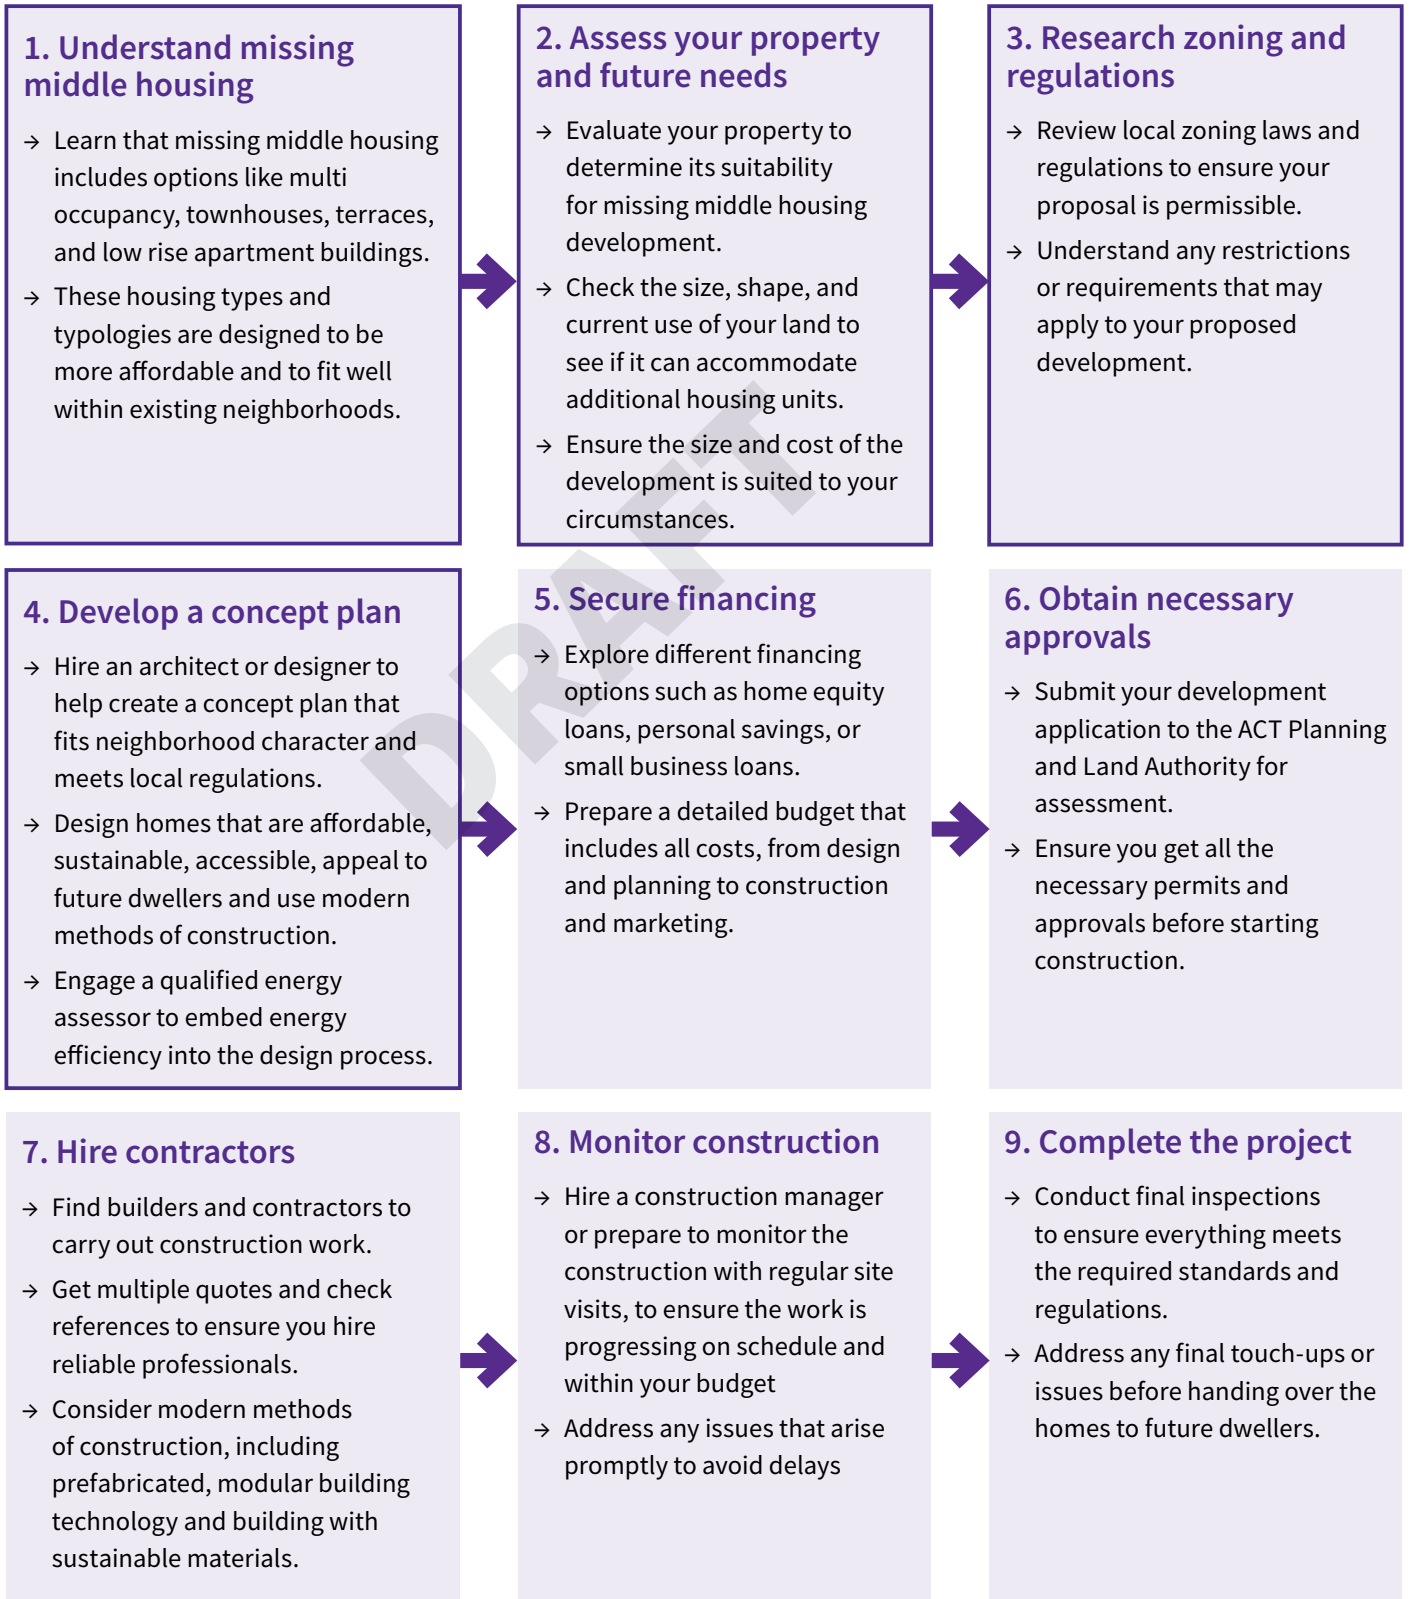 1. Understand missing
middle housing
→ Learn that missing middle housing
includes options like multi
occupancy, townhouses, terraces,
and low rise apartment buildings.
→ These housing types and
typologies are designed to be
more affordable and to fit well
within existing neighborhoods.
2. Assess your property
and future needs
→ Evaluate your property to
determine its suitability
for missing middle housing
development.
→ Check the size, shape, and
current use of your land to
see if it can accommodate
additional housing units.
→ Ensure the size and cost of the
development is suited to your
circumstances.
3. Research zoning and
regulations
→ Review local zoning laws and
regulations to ensure your
proposal is permissible.
→ Understand any restrictions
or requirements that may
apply to your proposed
development.
4. Develop a concept plan
→ Hire an architect or designer to
help create a concept plan that
fits neighborhood character and
meets local regulations.
→ Design homes that are affordable,
sustainable, accessible, appeal to
future dwellers and use modern
methods of construction.
→ Engage a qualified energy
assessor to embed energy
efficiency into the design process.
5. Secure financing
→ Explore different financing
options such as home equity
loans, personal savings, or
small business loans.
→ Prepare a detailed budget that
includes all costs, from design
and planning to construction
and marketing.
6. Obtain necessary
approvals
→ Submit your development
application to the ACT Planning
and Land Authority for
assessment.
→ Ensure you get all the
necessary permits and
approvals before starting
construction.
7. Hire contractors
→ Find builders and contractors to
carry out construction work.
→ Get multiple quotes and check
references to ensure you hire
reliable professionals.
→ Consider modern methods
of construction, including
prefabricated, modular building
technology and building with
sustainable materials.
8. Monitor construction
→ Hire a construction manager
or prepare to monitor the
construction with regular site
visits, to ensure the work is
progressing on schedule and
within your budget
→ Address any issues that arise
promptly to avoid delays
9. Complete the project
→ Conduct final inspections
to ensure everything meets
the required standards and
regulations.
→ Address any final touch-ups or
issues before handing over the
homes to future dwellers.
DRAFT